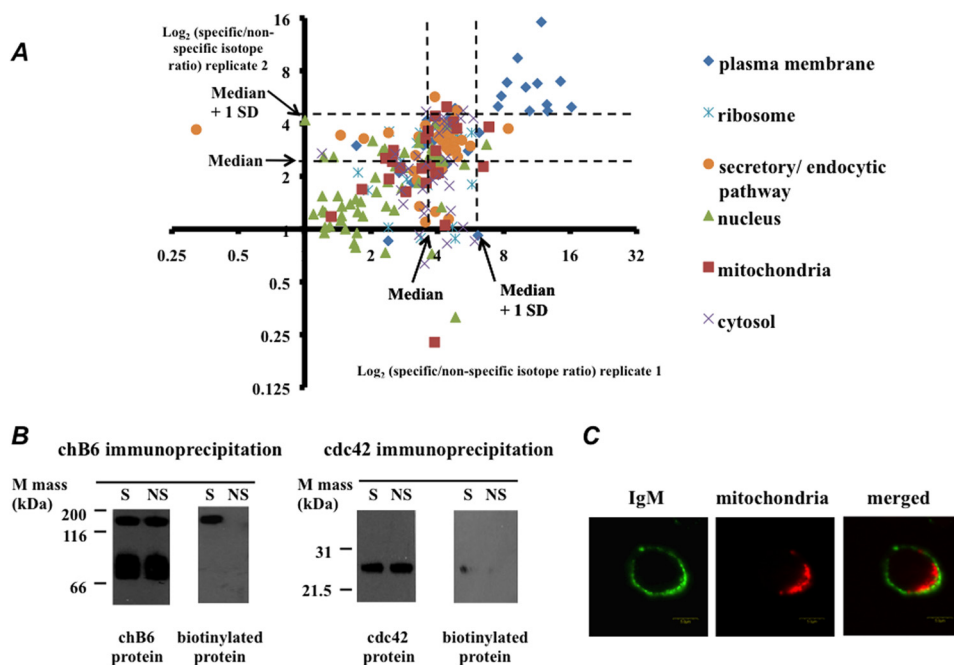 A
Log₂ (specific/non-
specific isotope
ratio) replicate 2
Median
+ 1 SD
Median
16
8
4
2
1
0.5
0.25
0.125
0.25
0.5
2
4
8
16
32
Median
Median
+ 1 SD
Log₂ (specific/non-specific isotope ratio) replicate 1
plasma membrane
ribosome
secretory/ endocytic
pathway
nucleus
mitochondria
cytosol
B
chB6 immunoprecipitation
M mass
(kDa)
S NS S NS
200
116
66
chB6
protein
biotinylated
protein
cdc42 immunoprecipitation
M mass
(kDa)
S NS S NS
31
21.5
cdc42
protein
biotinylated
protein
C
IgM mitochondria merged